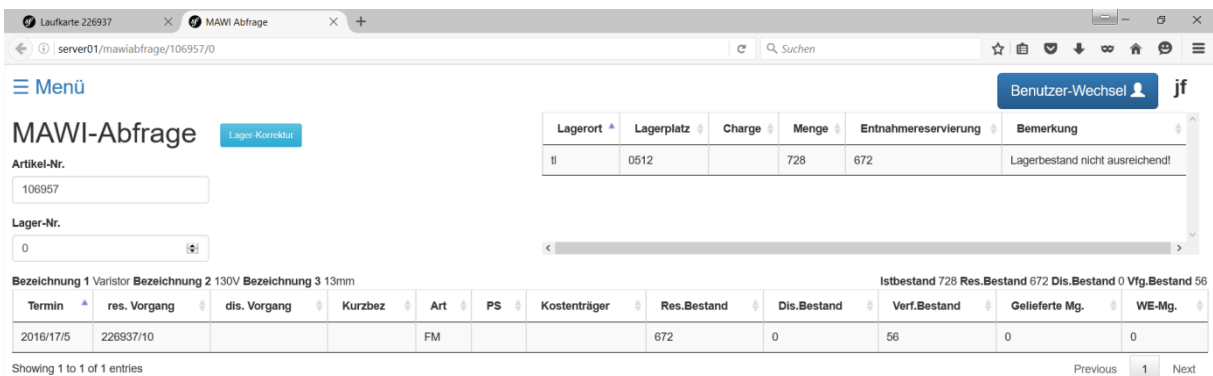 Laufkarte 226937 MAWI Abfrage
server01/mawiabfrage/106957/0 Suchen
☰ Menü Benutzer-Wechsel jf
MAWI-Abfrage Lager-Korrektur
Lagerort Lagerplatz Charge Menge Entnahmereservierung Bemerkung
tl 0512 728 672 Lagerbestand nicht ausreichend!
Artikel-Nr.
106957
Lager-Nr.
0
Bezeichnung 1 Varistor Bezeichnung 2 130V Bezeichnung 3 13mm Istbestand 728 Res.Bestand 672 Dis.Bestand 0 Vfg.Bestand 56
Termin res. Vorgang dis. Vorgang Kurzbez Art PS Kostenträger Res.Bestand Dis.Bestand Verf.Bestand Gelieferte Mg. WE-Mg.
2016/17/5 226937/10 FM 672 0 56 0 0
Showing 1 to 1 of 1 entries Previous 1 Next